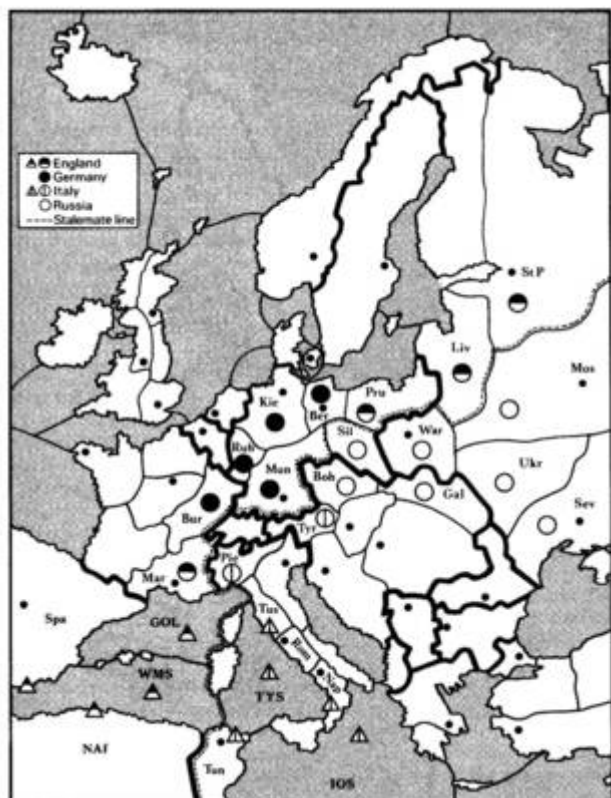 England
Germany
Italy
Russia
Stalemate line
St P
Liv
Mos
Kie
Ber
Pru
Ruh
Sil
War
Mun
Boh
Ukr
Gal
Sev
Bur
Tyr
Pie
Mar
Spa
GOL
Tus
Rom
Nap
WMS
TYS
NAf
Tun
IOS